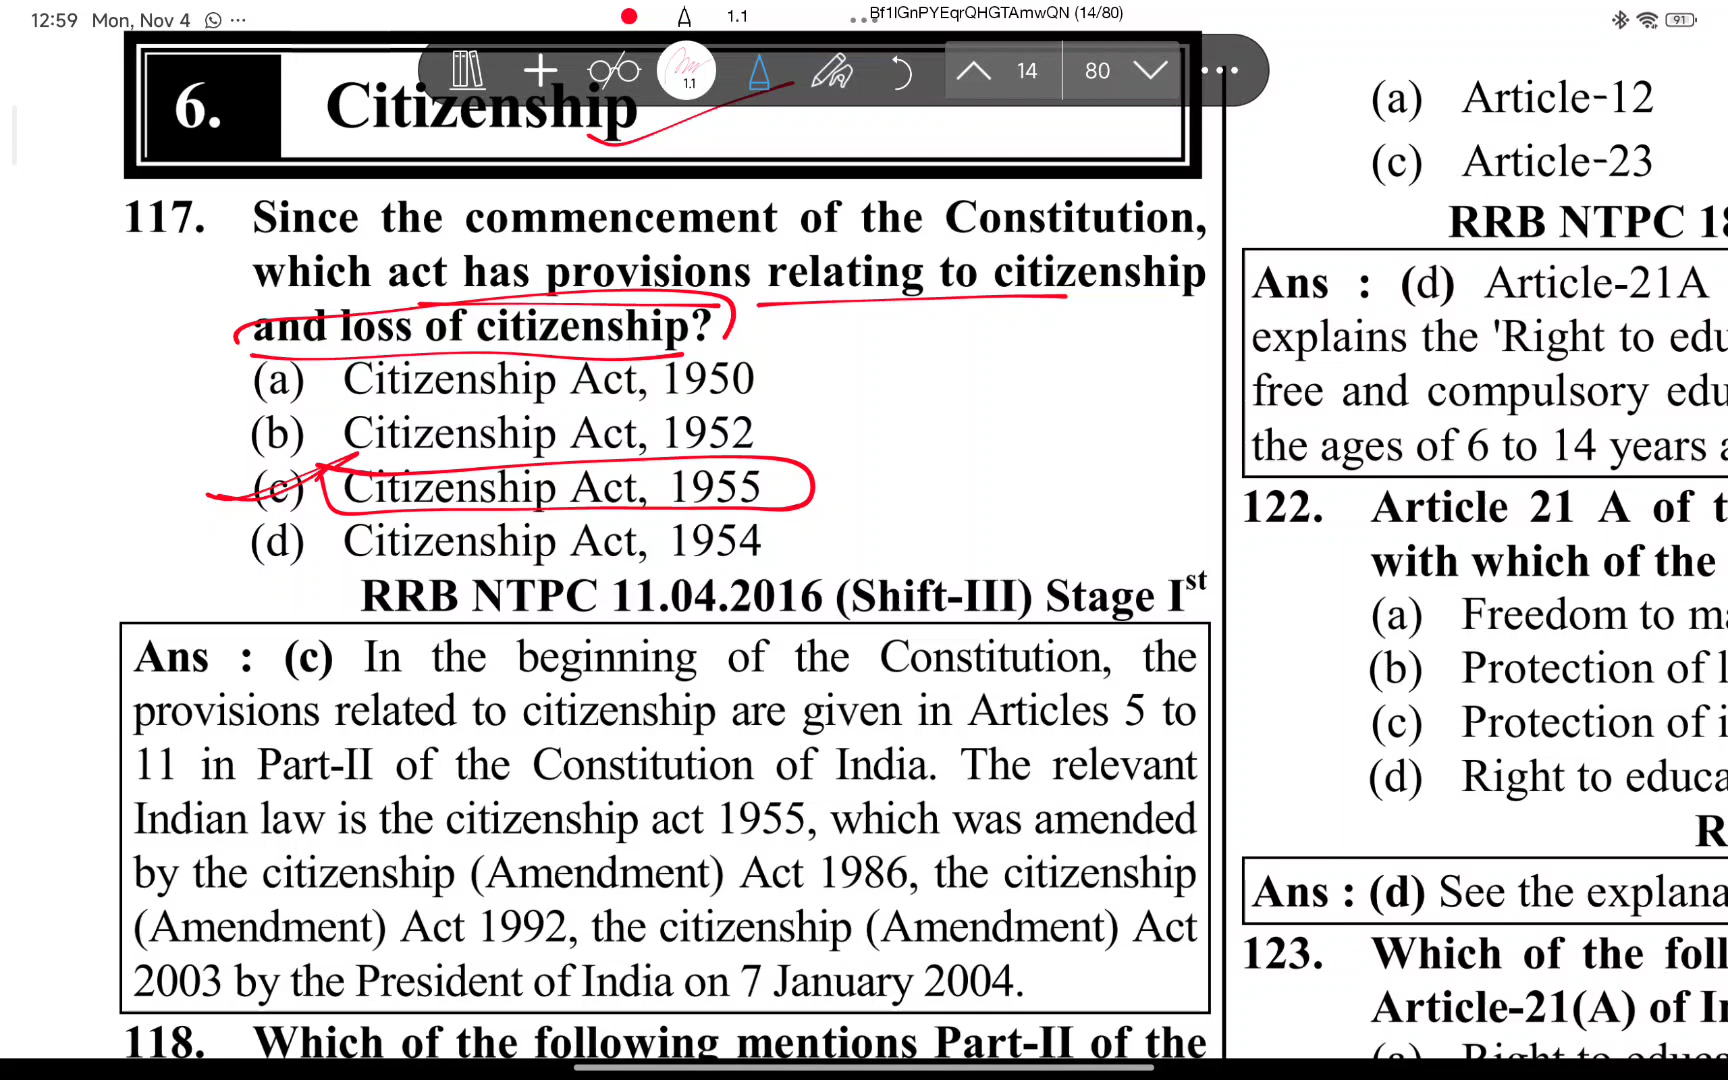 12:59 Mon, Nov 4
1.1
Bf1lGnPYEqrQHGTAmwQN (14/80)
91
1.1
14
80
6. Citizenship
117. Since the commencement of the Constitution,
which act has provisions relating to citizenship
and loss of citizenship?
(a) Citizenship Act, 1950
(b) Citizenship Act, 1952
(c) Citizenship Act, 1955
(d) Citizenship Act, 1954
RRB NTPC 11.04.2016 (Shift-III) Stage Ist
Ans : (c) In the beginning of the Constitution, the
provisions related to citizenship are given in Articles 5 to
11 in Part-II of the Constitution of India. The relevant
Indian law is the citizenship act 1955, which was amended
by the citizenship (Amendment) Act 1986, the citizenship
(Amendment) Act 1992, the citizenship (Amendment) Act
2003 by the President of India on 7 January 2004.
118. Which of the following mentions Part-II of the
(a) Article-12
(c) Article-23
RRB NTPC
Ans : (d) Article-21A
explains the 'Right to edu
free and compulsory edu
the ages of 6 to 14 years
122. Article 21 A of t
with which of the
(a) Freedom to m
(b) Protection of
(c) Protection of i
(d) Right to educa
R
Ans : (d) See the explana
123. Which of the foll
Article-21(A) of I
(a) Right to educa